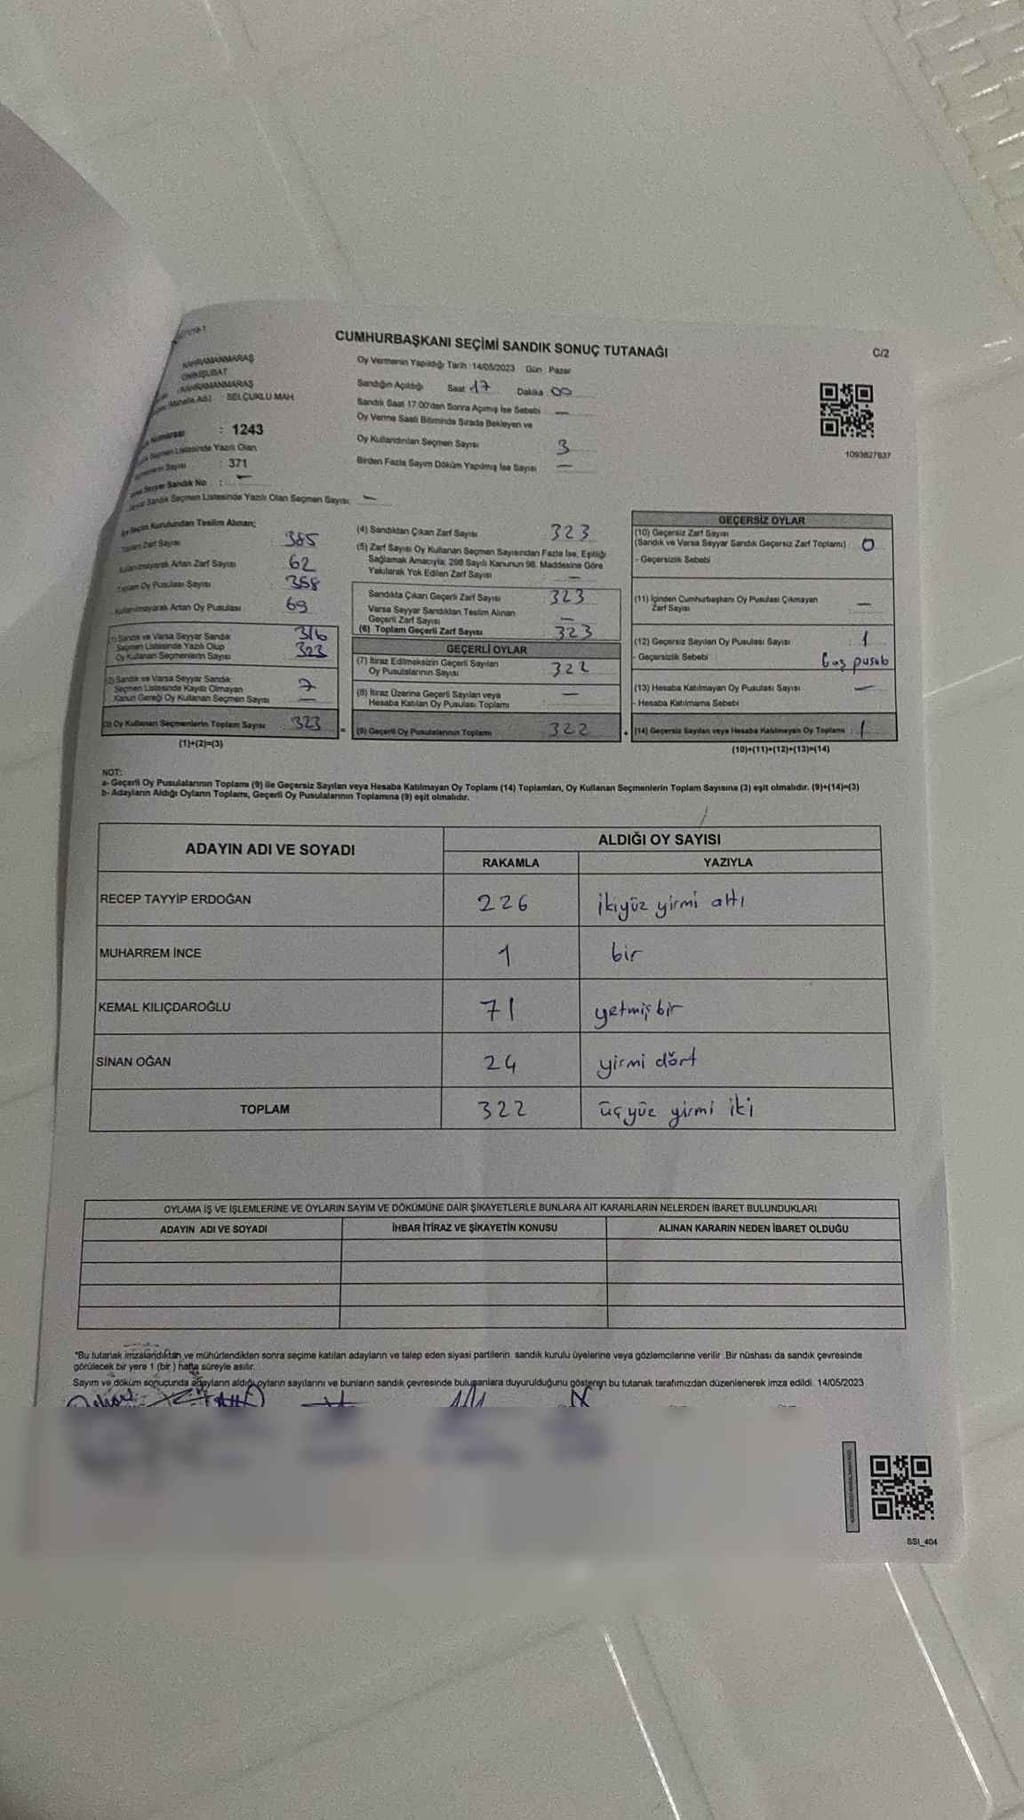 CUMHURBAŞKANI SEÇİMİ SANDIK SONUÇ TUTANAĞI
C/2
KAHRAMANMARAŞ
ONİKİŞUBAT
KAHRAMANMARAŞ
SELÇUKLU MAH
: 1243
Seçmen Listesinde Yazılı Olan
Sayısı : 371
Seyyar Sandık No : -
Sandık Seçmen Listesinde Yazılı Olan Seçmen Sayısı -
Oy Vermenin Yapıldığı Tarih :14/05/2023 Gün : Pazar
Sandığın Açıldığı Saat 17 Dakika 00
Sandık Saat 17:00'den Sonra Açılmış İse Sebebi —
Oy Verme Saati Bitiminde Sırada Bekleyen ve
Oy Kullandırılan Seçmen Sayısı 3
Birden Fazla Sayım Döküm Yapılmış İse Sayısı —
1093827637
Seçim Kurulundan Teslim Alınan;
Toplam Zarf Sayısı 385
Kullanılmayarak Artan Zarf Sayısı 62
Toplam Oy Pusulası Sayısı 358
Kullanılmayarak Artan Oy Pusulası 69
(1) Sandık ve Varsa Seyyar Sandık 316
Seçmen Listesinde Yazılı Olup 323
Oy Kullanan Seçmenlerin Sayısı
(2) Sandık ve Varsa Seyyar Sandık
Seçmen Listesinde Kayıtlı Olmayan 7
Kanun Gereği Oy Kullanan Seçmen Sayısı —
(3) Oy Kullanan Seçmenlerin Toplam Sayısı 323
(1)+(2)=(3)
(4) Sandıktan Çıkan Zarf Sayısı 323
(5) Zarf Sayısı Oy Kullanan Seçmen Sayısından Fazla İse, Eşitliği
Sağlamak Amacıyla; 298 Sayılı Kanunun 98. Maddesine Göre
Yakılarak Yok Edilen Zarf Sayısı —
Sandıkta Çıkan Geçerli Zarf Sayısı 323
Varsa Seyyar Sandıktan Teslim Alınan
Geçerli Zarf Sayısı —
(6) Toplam Geçerli Zarf Sayısı 323
GEÇERLİ OYLAR
(7) İtiraz Edilmeksizin Geçerli Sayılan
Oy Pusulalarının Sayısı 322
(8) İtiraz Üzerine Geçerli Sayılan veya
Hesaba Katılan Oy Pusulası Toplamı —
(9) Geçerli Oy Pusulalarının Toplamı 322
GEÇERSİZ OYLAR
(10) Geçersiz Zarf Sayısı
(Sandık ve Varsa Seyyar Sandık Geçersiz Zarf Toplamı) 0
- Geçersizlik Sebebi
(11) İçinden Cumhurbaşkanı Oy Pusulası Çıkmayan
Zarf Sayısı —
(12) Geçersiz Sayılan Oy Pusulası Sayısı 1
- Geçersizlik Sebebi Boş pusula
(13) Hesaba Katılmayan Oy Pusulası Sayısı —
- Hesaba Katılmama Sebebi
(14) Geçersiz Sayılan veya Hesaba Katılmayan Oy Toplamı 1
(10)+(11)+(12)+(13)=(14)
NOT:
a- Geçerli Oy Pusulalarının Toplamı (9) ile Geçersiz Sayılan veya Hesaba Katılmayan Oy Toplamı (14) Toplamları, Oy Kullanan Seçmenlerin Toplam Sayısına (3) eşit olmalıdır. (9)+(14)=(3)
b- Adayların Aldığı Oyların Toplamı, Geçerli Oy Pusulalarının Toplamına (9) eşit olmalıdır.
ADAYIN ADI VE SOYADI
ALDIĞI OY SAYISI
RAKAMLA YAZIYLA
RECEP TAYYİP ERDOĞAN 226 ikiyüz yirmi altı
MUHARREM İNCE 1 bir
KEMAL KILIÇDAROĞLU 71 yetmişbir
SİNAN OĞAN 24 yirmi dört
TOPLAM 322 üçyüz yirmi iki
OYLAMA İŞ VE İŞLEMLERİNE VE OYLARIN SAYIM VE DÖKÜMÜNE DAİR ŞİKAYETLERLE BUNLARA AİT KARARLARIN NELERDEN İBARET BULUNDUKLARI
ADAYIN ADI VE SOYADI İHBAR İTİRAZ VE ŞİKAYETİN KONUSU ALINAN KARARIN NEDEN İBARET OLDUĞU
*Bu tutanak imzalandıktan ve mühürlendikten sonra seçime katılan adayların ve talep eden siyasi partilerin sandık kurulu üyelerine veya gözlemcilerine verilir. Bir nüshası da sandık çevresinde
görülecek bir yere 1 (bir) hafta süreyle asılır.
Sayım ve döküm sonucunda adayların aldığı oyların sayılarını ve bunların sandık çevresinde bulunanlara duyurulduğunu gösteren bu tutanak tarafımızdan düzenlenerek imza edildi. 14/05/2023
SSI_404